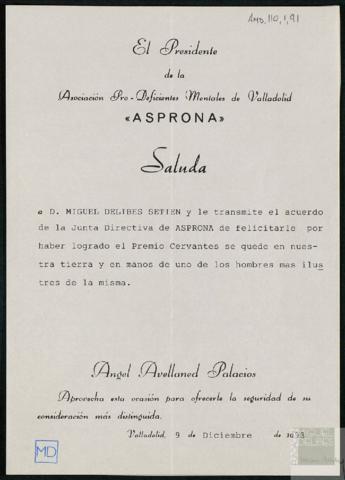 AMD, 110, 1, 91
El Presidente
de la
Asociación Pro-Deficientes Mentales de Valladolid
«ASPRONA»
Saluda
a D. MIGUEL DELIBES SETIEN y le transmite el acuerdo
de la Junta Directiva de ASPRONA de felicitarle por
haber logrado el Premio Cervantes se quede en nues-
tra tierra y en manos de uno de los hombres mas ilus
tres de la misma.
Angel Avellaned Palacios
Aprovecha esta ocasión para ofrecerle la seguridad de su
consideración más distinguida.
Valladolid, 9 de Diciembre de 1993
MD